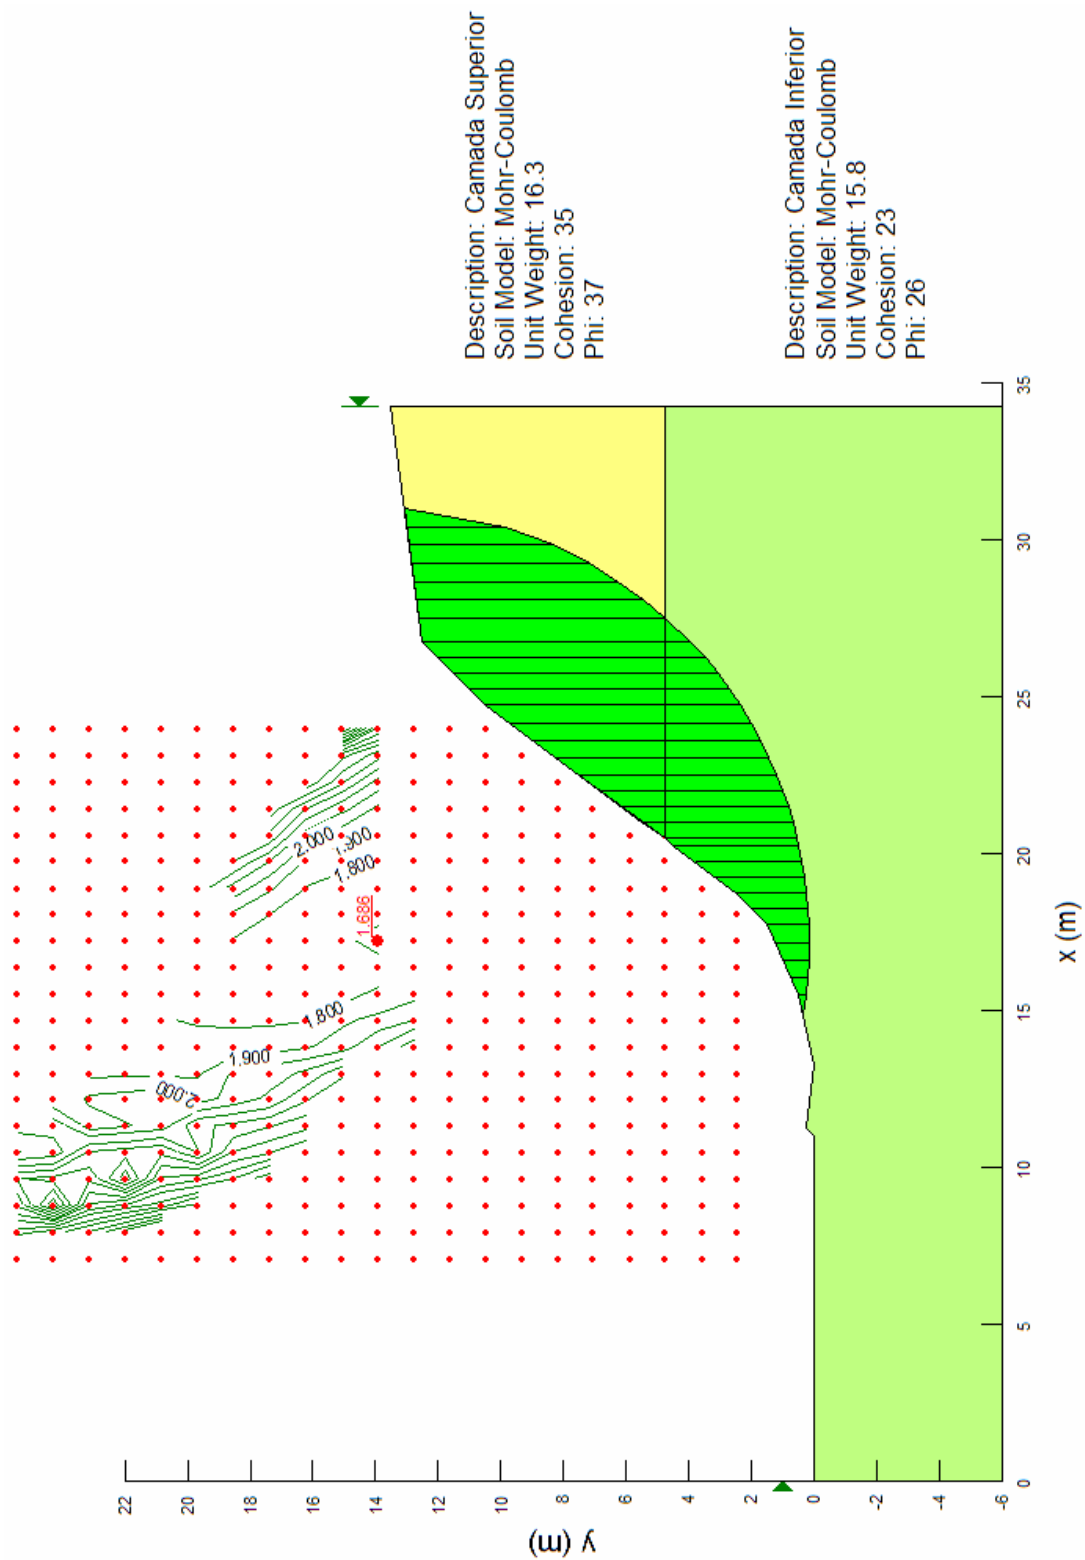 Description: Camada Superior
Soil Model: Mohr-Coulomb
Unit Weight: 16.3
Cohesion: 35
Phi: 37
Description: Camada Inferior
Soil Model: Mohr-Coulomb
Unit Weight: 15.8
Cohesion: 23
Phi: 26
2.000
1.900
1.800
1.686
1.800
1.900
2.000
y (m)
22
20
18
16
14
12
10
8
6
4
2
0
-2
-4
-6
0
5
10
15
20
25
30
35
x (m)